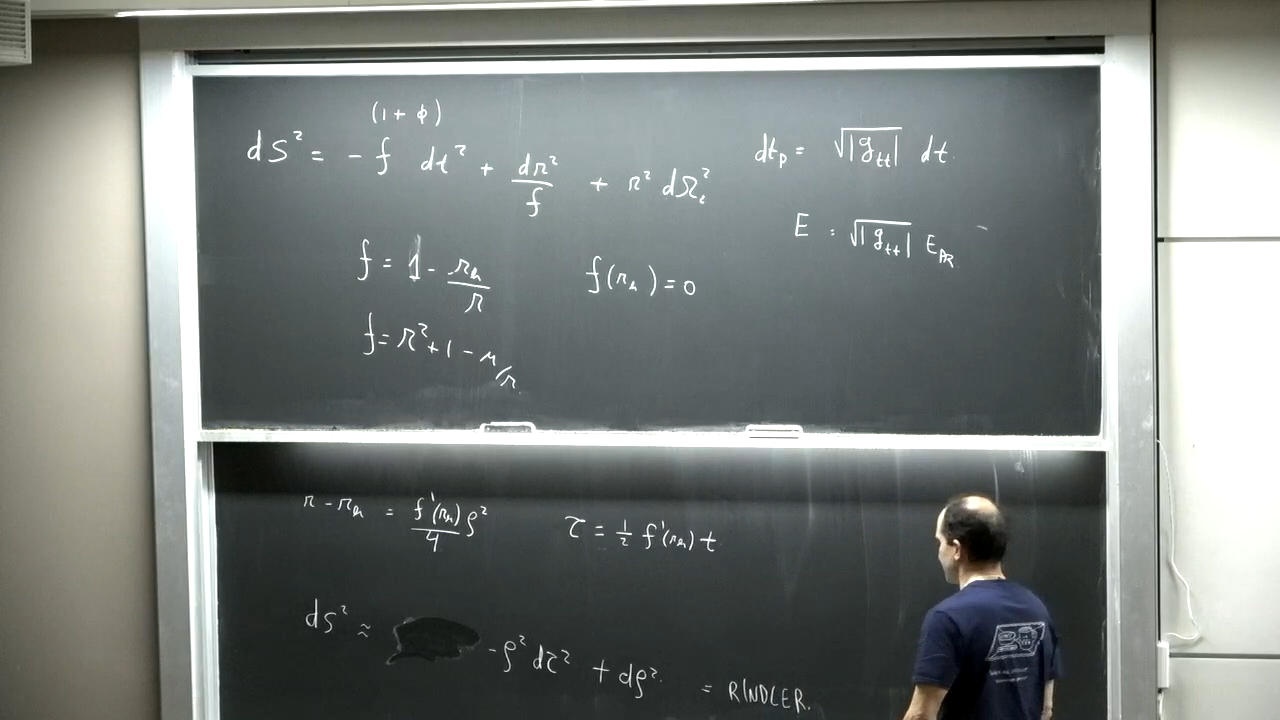 (1 + φ)
ds² = - f dt² + dr²/f + r² dΩ₂²
dt_p = √|g_tt| dt.
E = √|g_tt| E_pr.
f = 1 - r_h/r
f(r_h) = 0
f = r² + 1 - μ/r.
r - r_h = f'(r_h)/4 ρ²
τ = 1/2 f'(r_h) t
ds² ≈ - ρ² dτ² + dρ². = RINDLER.